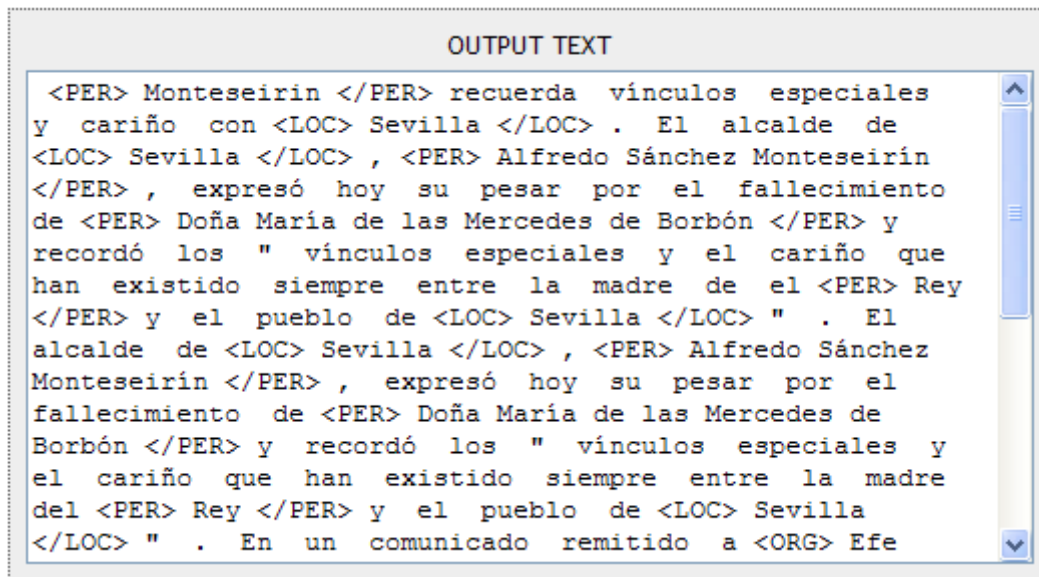 OUTPUT TEXT
<PER> Monteseirin </PER> recuerda vínculos especiales
y cariño con <LOC> Sevilla </LOC> . El alcalde de
<LOC> Sevilla </LOC> , <PER> Alfredo Sánchez Monteseirín
</PER> , expresó hoy su pesar por el fallecimiento
de <PER> Doña María de las Mercedes de Borbón </PER> y
recordó los " vínculos especiales y el cariño que
han existido siempre entre la madre de el <PER> Rey
</PER> y el pueblo de <LOC> Sevilla </LOC> " . El
alcalde de <LOC> Sevilla </LOC> , <PER> Alfredo Sánchez
Monteseirín </PER> , expresó hoy su pesar por el
fallecimiento de <PER> Doña María de las Mercedes de
Borbón </PER> y recordó los " vínculos especiales y
el cariño que han existido siempre entre la madre
del <PER> Rey </PER> y el pueblo de <LOC> Sevilla
</LOC> " . En un comunicado remitido a <ORG> Efe